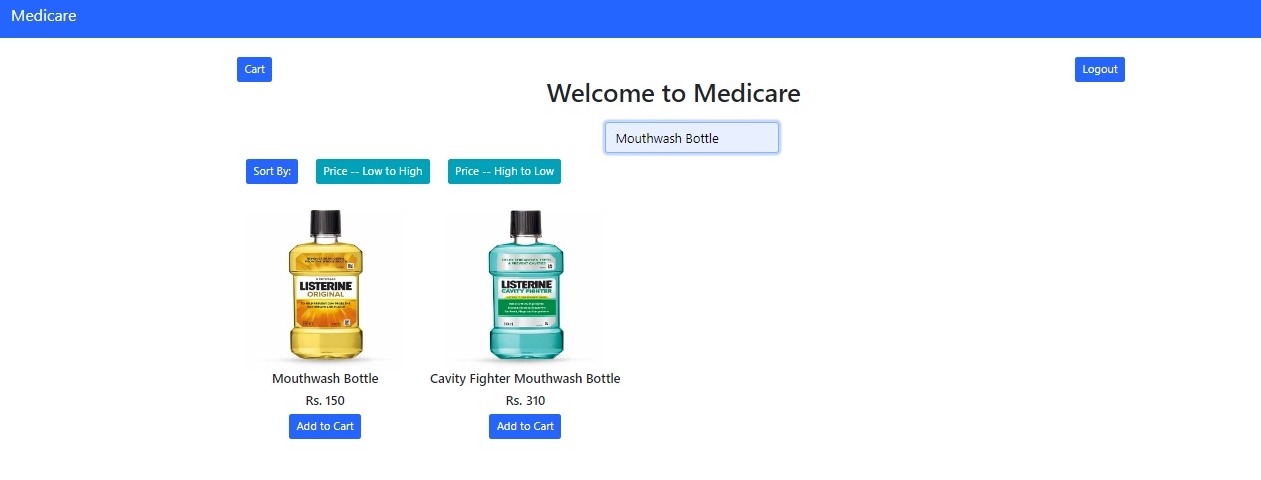 Medicare
Cart
Logout
Welcome to Medicare
Mouthwash Bottle
Sort By:
Price -- Low to High
Price -- High to Low
LISTERINE
ORIGINAL
LISTERINE
CAVITY FIGHTER
Mouthwash Bottle
Cavity Fighter Mouthwash Bottle
Rs. 150
Rs. 310
Add to Cart
Add to Cart